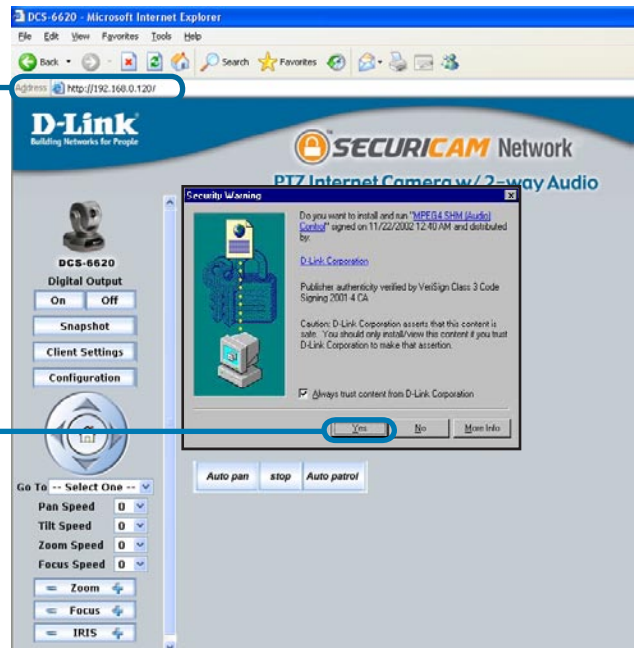 DCS-6620 - Microsoft Internet Explorer
File Edit View Favorites Tools Help
Back Search Favorites
Address http://192.168.0.120/
D-Link
Building Networks for People
SECURICAM Network
PTZ Internet Camera w/ 2-way Audio
Security Warning
Do you want to install and run "MPEG4 SHM (Audio)
Control" signed on 11/22/2002 12:40 AM and distributed
by:
D-Link Corporation
Publisher authenticity verified by VeriSign Class 3 Code
Signing 2001-4 CA
Caution: D-Link Corporation asserts that this content is
safe. You should only install/view this content if you trust
D-Link Corporation to make that assertion.
Always trust content from D-Link Corporation
Yes No More Info
DCS-6620
Digital Output
On Off
Snapshot
Client Settings
Configuration
Go To -- Select One --
Pan Speed 0
Tilt Speed 0
Zoom Speed 0
Focus Speed 0
Zoom
Focus
IRIS
Auto pan stop Auto patrol